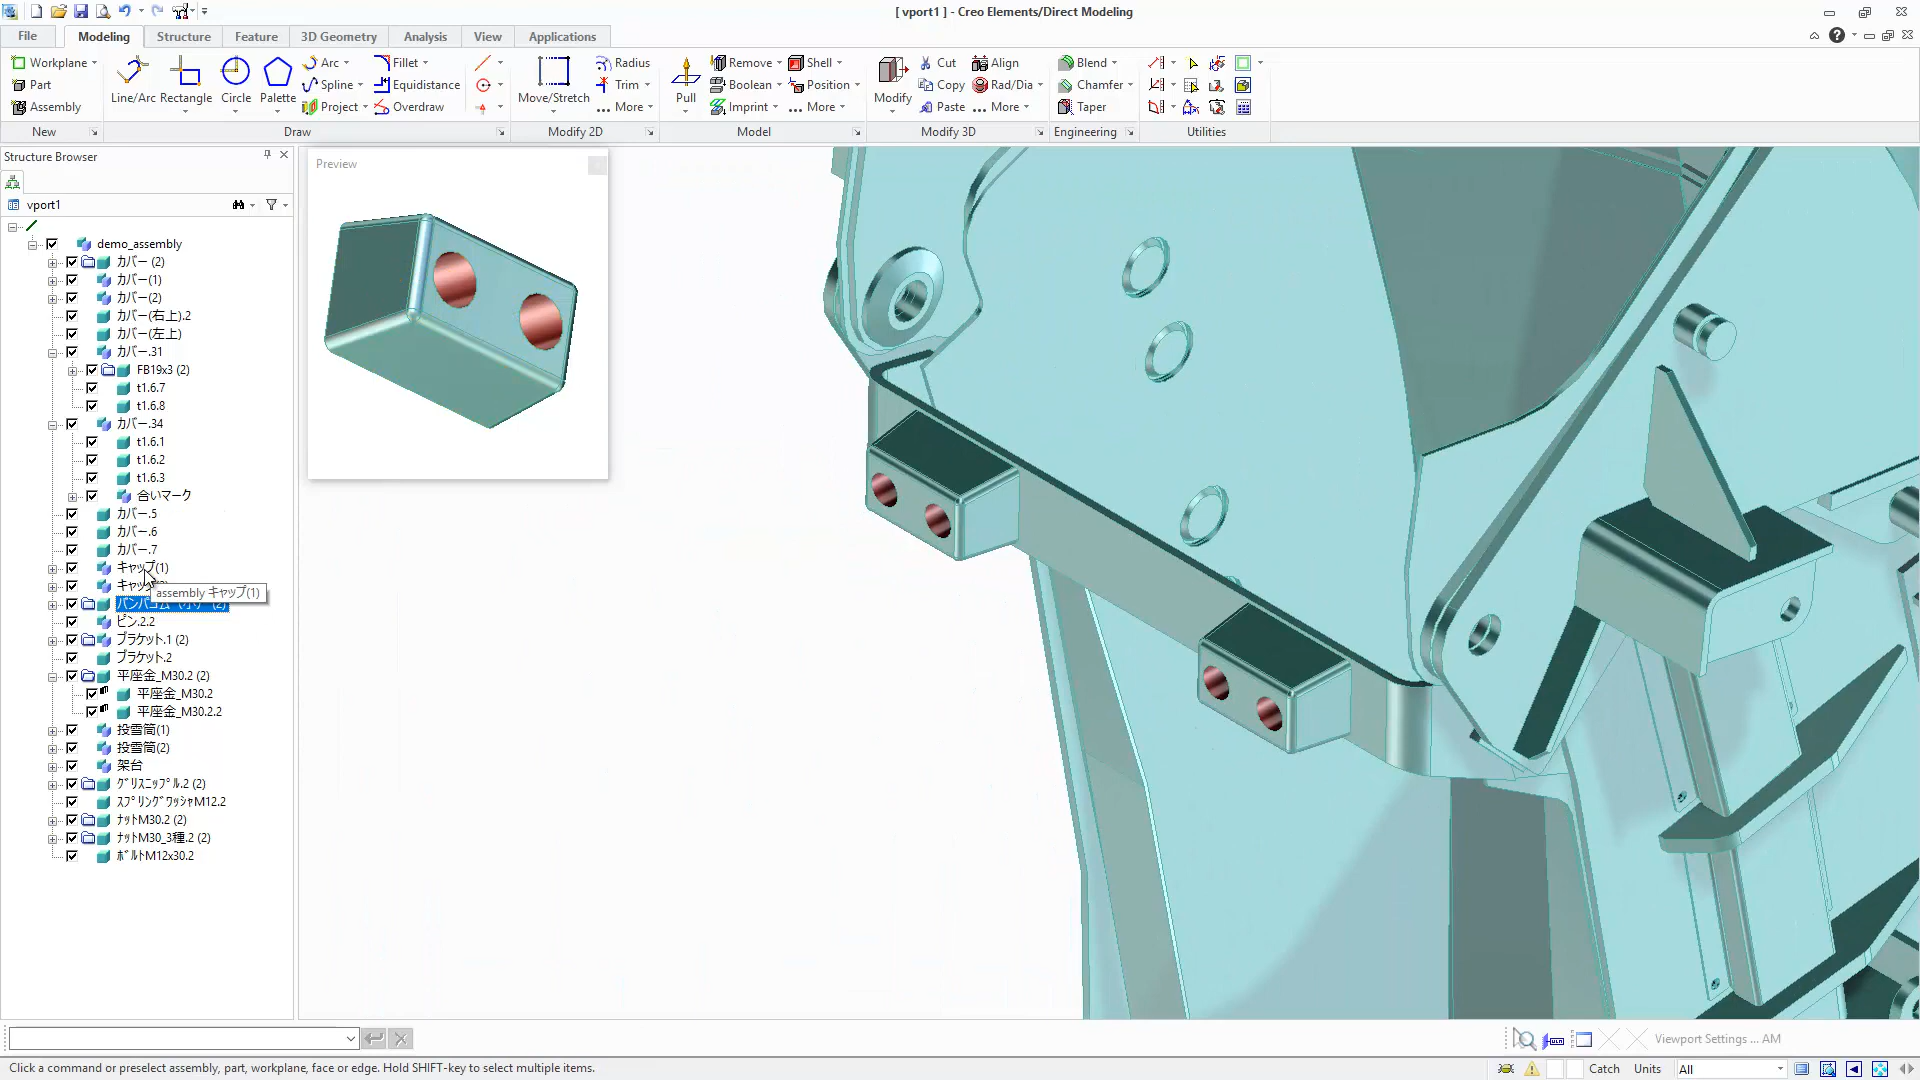 [ vport1 ] - Creo Elements/Direct Modeling
File
Modeling
Structure
Feature
3D Geometry
Analysis
View
Applications
Workplane
Part
Assembly
New
Line/Arc
Rectangle
Circle
Palette
Arc
Spline
Project
Fillet
Equidistance
Overdraw
Draw
Move/Stretch
Radius
Trim
... More
Modify 2D
Pull
Remove
Boolean
Imprint
Shell
Position
... More
Model
Modify
Cut
Copy
Paste
Align
Rad/Dia
... More
Modify 3D
Blend
Chamfer
Taper
Engineering
Utilities
Structure Browser
vport1
demo_assembly
カバー (2)
カバー(1)
カバー(2)
カバー(右上).2
カバー(左上)
カバー.31
FB19x3 (2)
t1.6.7
t1.6.8
カバー.34
t1.6.1
t1.6.2
t1.6.3
合いマーク
カバー.5
カバー.6
カバー.7
キャップ(1)
assembly キャップ(1)
ピン.2.2
ブラケット.1 (2)
ブラケット.2
平座金_M30.2 (2)
平座金_M30.2
平座金_M30.2.2
投雪筒(1)
投雪筒(2)
架台
ｸﾞﾘｽﾆｯﾌﾟﾙ.2 (2)
ｽﾌﾟﾘﾝｸﾞﾜｯｼｬM12.2
ﾅｯﾄM30.2 (2)
ﾅｯﾄM30_3種.2 (2)
ﾎﾞﾙﾄM12x30.2
Preview
Viewport Settings ... AM
Click a command or preselect assembly, part, workplane, face or edge. Hold SHIFT-key to select multiple items.
Catch
Units
All